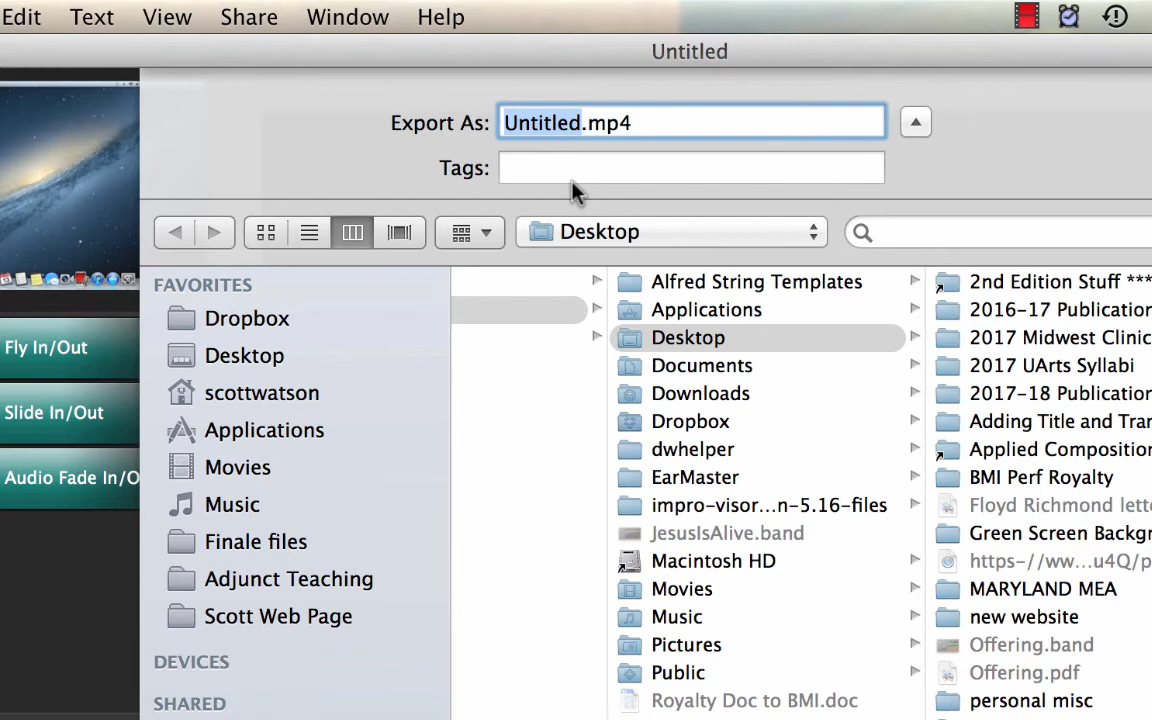 Edit Text View Share Window Help
Untitled
Export As: Untitled.mp4
Tags:
Desktop
FAVORITES
Dropbox
Desktop
scottwatson
Applications
Movies
Music
Finale files
Adjunct Teaching
Scott Web Page
DEVICES
SHARED
Fly In/Out
Slide In/Out
Audio Fade In/O
Alfred String Templates
Applications
Desktop
Documents
Downloads
Dropbox
dwhelper
EarMaster
impro-visor...n-5.16-files
JesusIsAlive.band
Macintosh HD
Movies
Music
Pictures
Public
Royalty Doc to BMI.doc
2nd Edition Stuff ***
2016-17 Publication
2017 Midwest Clinic
2017 UArts Syllabi
2017-18 Publication
Adding Title and Tran
Applied Composition
BMI Perf Royalty
Floyd Richmond lette
Green Screen Backgr
https-//ww...u4Q/p
MARYLAND MEA
new website
Offering.band
Offering.pdf
personal misc